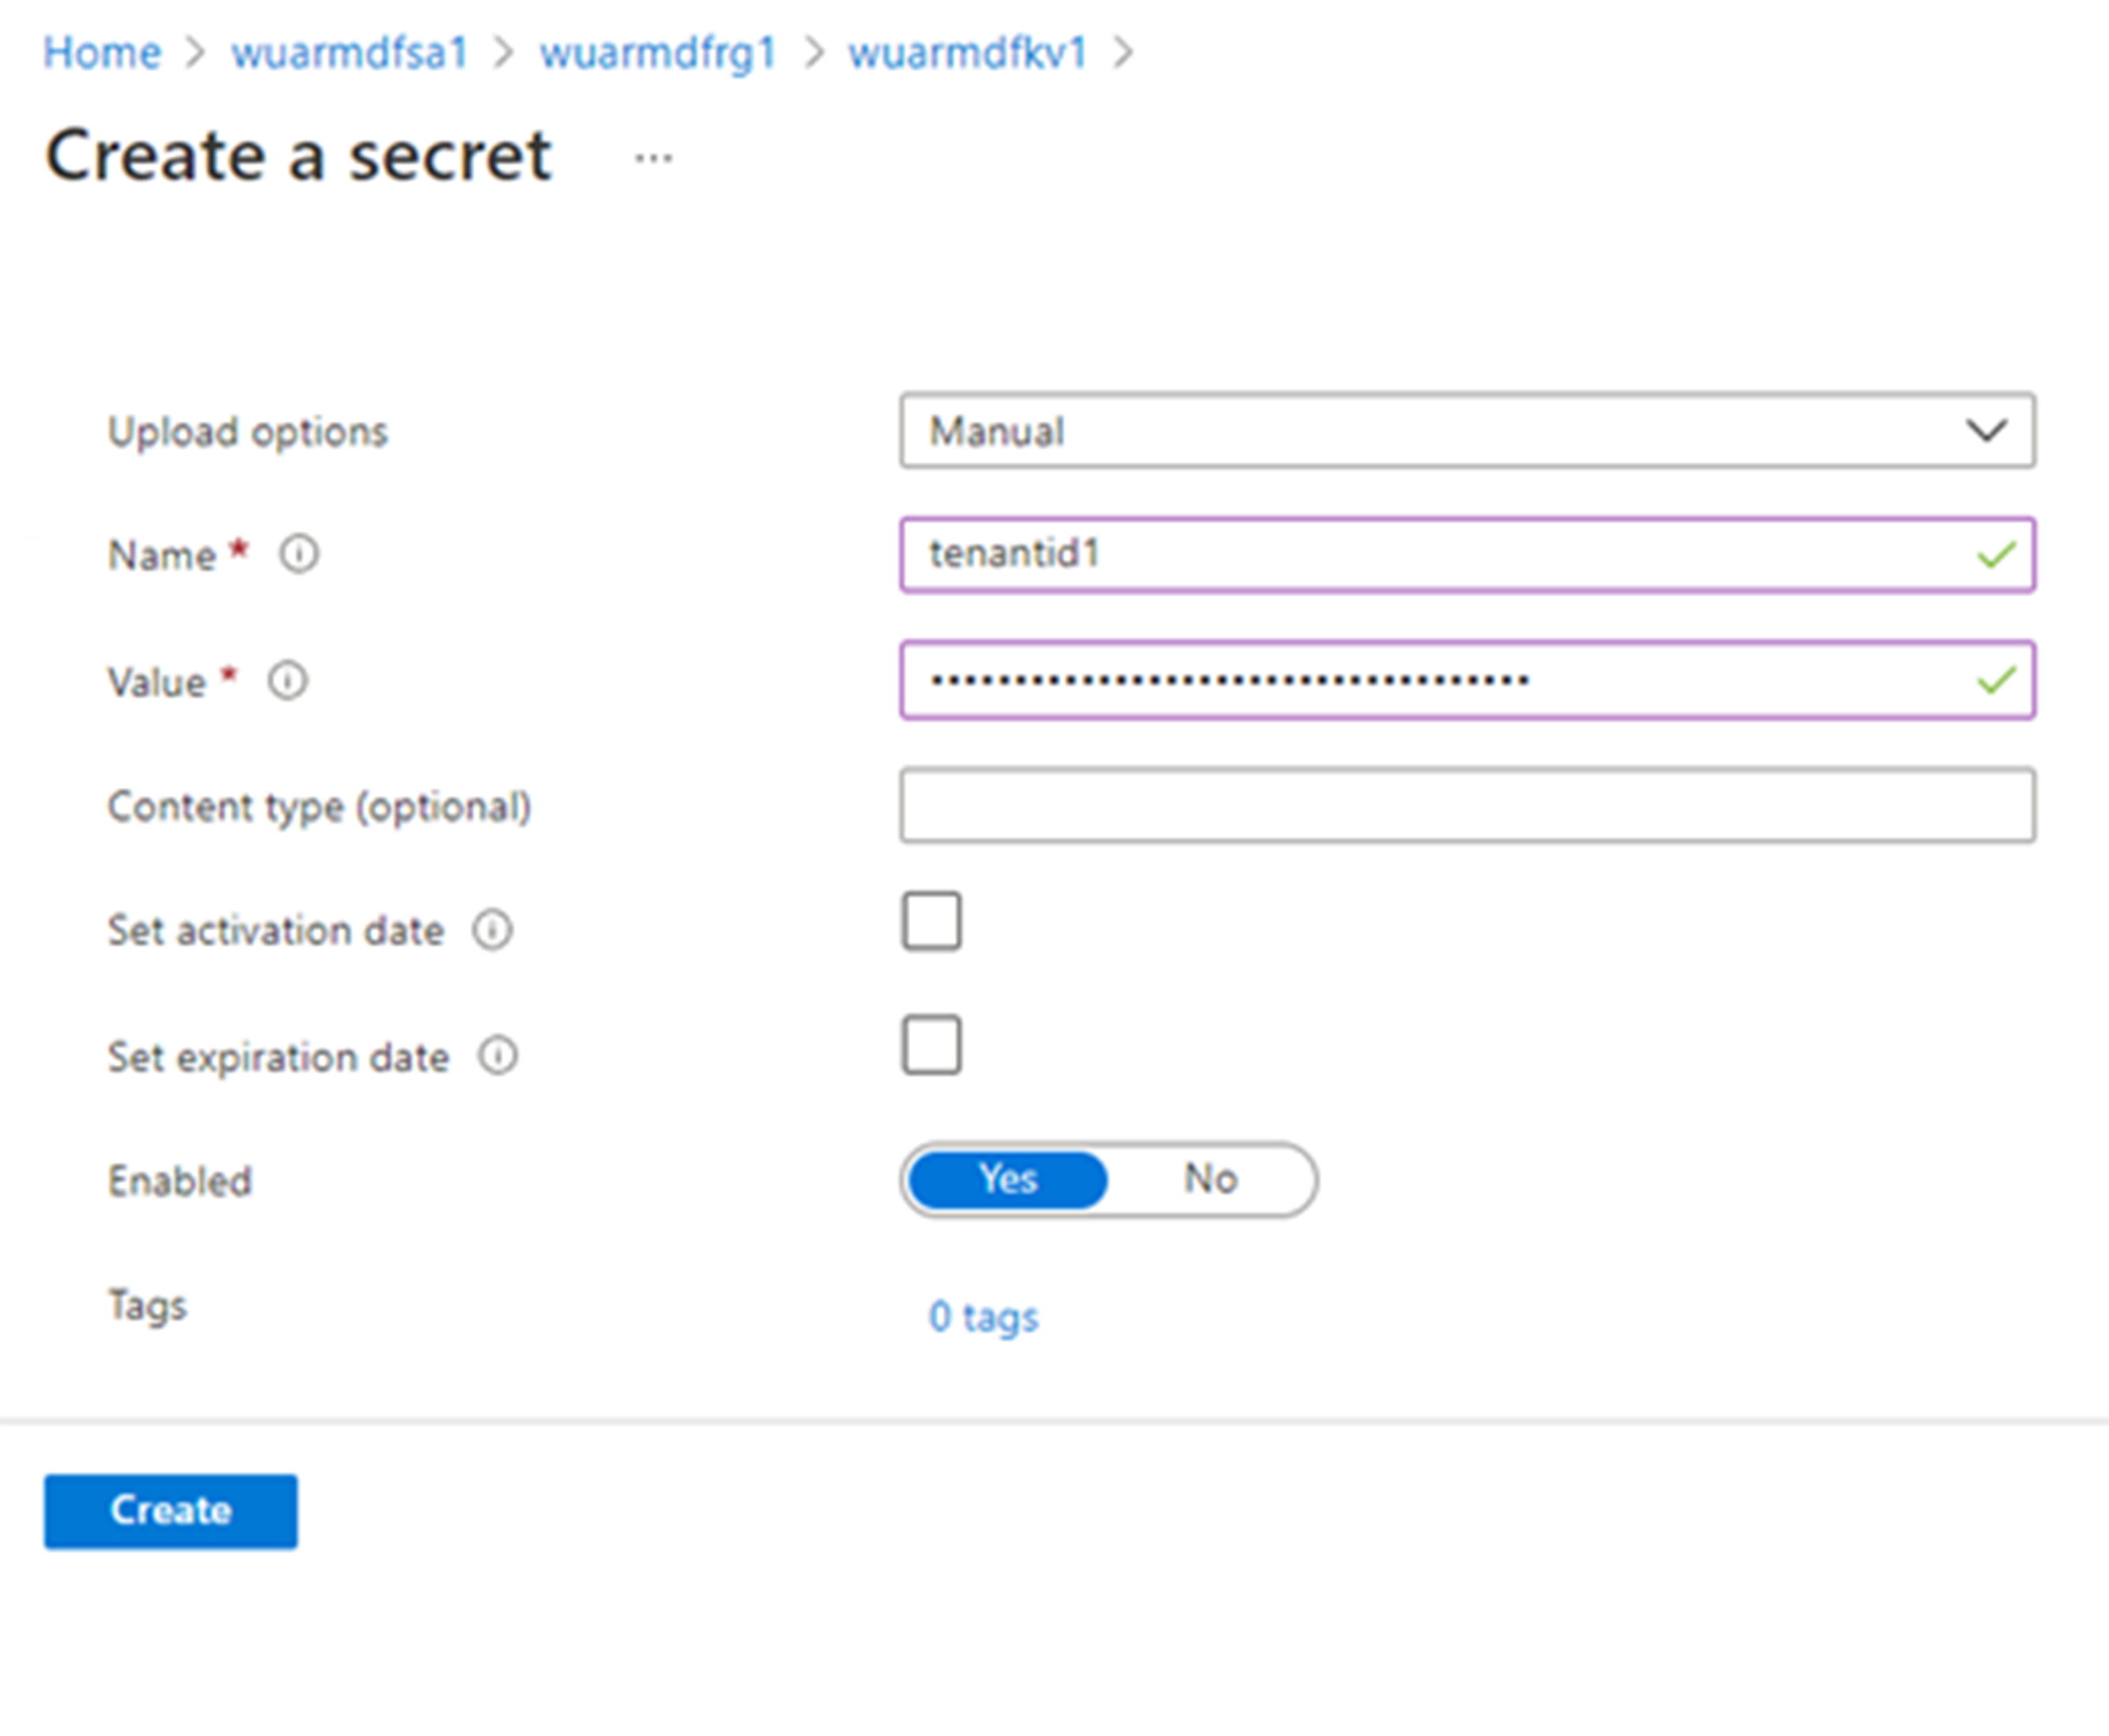 Home > wuarmdfsa1 > wuarmdfrg1 > wuarmdfkv1 >
Create a secret ...
Upload options Manual
Name * tenantid1
Value * ••••••••••••••••••••••••••••••••••••
Content type (optional)
Set activation date
Set expiration date
Enabled Yes No
Tags 0 tags
Create